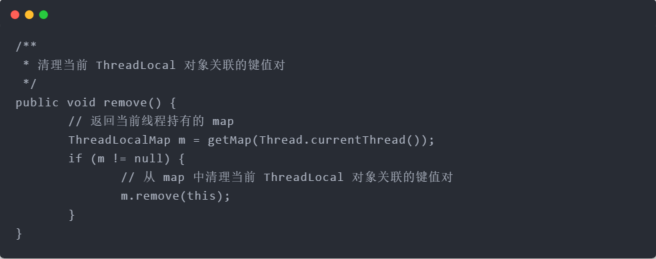 /**
 * 清理当前 ThreadLocal 对象关联的键值对
 */
public void remove() {
        // 返回当前线程持有的 map
        ThreadLocalMap m = getMap(Thread.currentThread());
        if (m != null) {
                // 从 map 中清理当前 ThreadLocal 对象关联的键值对
                m.remove(this);
        }
}